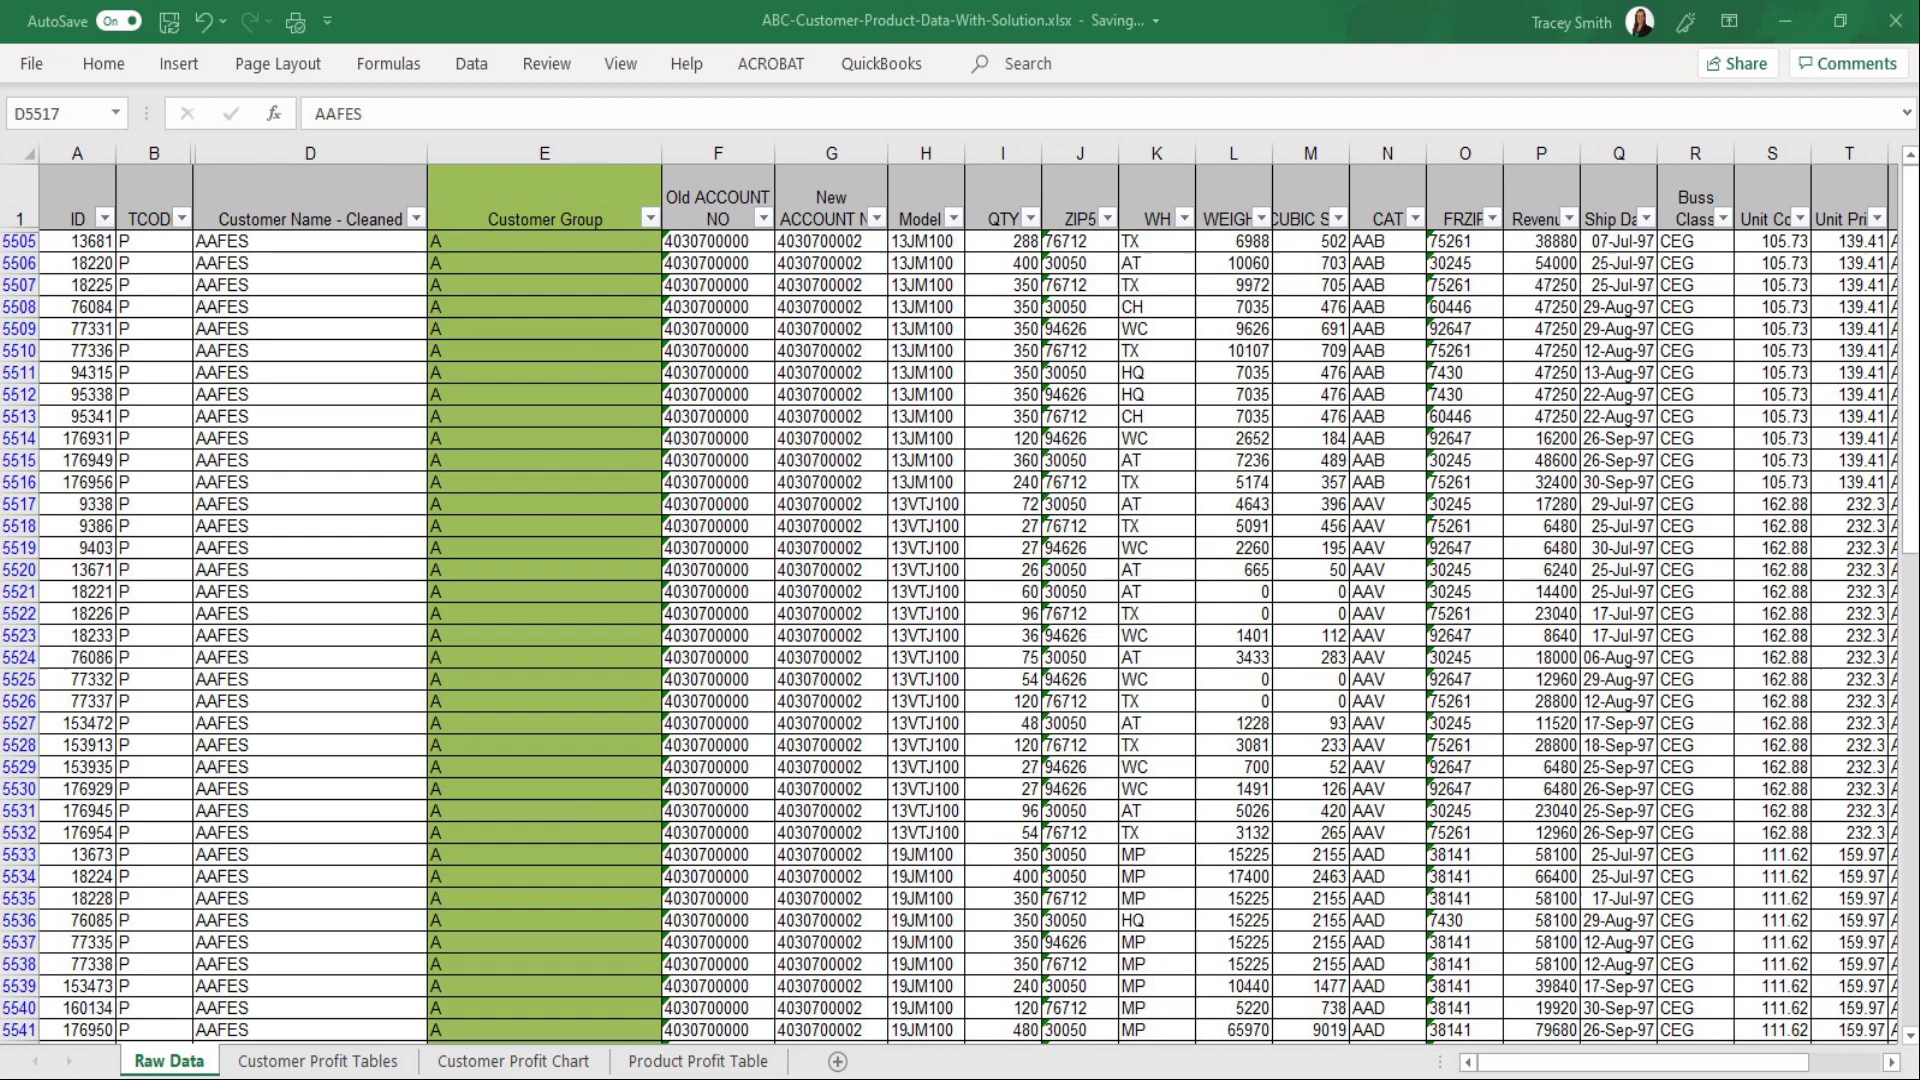 AutoSave On ABC-Customer-Product-Data-With-Solution.xlsx - Saving... Tracey Smith
File Home Insert Page Layout Formulas Data Review View Help ACROBAT QuickBooks Search Share Comments
D5517 fx AAFES
A B D E F G H I J K L M N O P Q R S T
Old ACCOUNT New Buss
1 ID TCOD Customer Name - Cleaned Customer Group NO ACCOUNT N Model QTY ZIP5 WH WEIGH CUBIC S CAT FRZIF Revenu Ship Da Class Unit Co Unit Pri
5505 13681 P AAFES A 4030700000 4030700002 13JM100 288 76712 TX 6988 502 AAB 75261 38880 07-Jul-97 CEG 105.73 139.41
5506 18220 P AAFES A 4030700000 4030700002 13JM100 400 30050 AT 10060 703 AAB 30245 54000 25-Jul-97 CEG 105.73 139.41
5507 18225 P AAFES A 4030700000 4030700002 13JM100 350 76712 TX 9972 705 AAB 75261 47250 25-Jul-97 CEG 105.73 139.41
5508 76084 P AAFES A 4030700000 4030700002 13JM100 350 30050 CH 7035 476 AAB 60446 47250 29-Aug-97 CEG 105.73 139.41
5509 77331 P AAFES A 4030700000 4030700002 13JM100 350 94626 WC 9626 691 AAB 92647 47250 29-Aug-97 CEG 105.73 139.41
5510 77336 P AAFES A 4030700000 4030700002 13JM100 350 76712 TX 10107 709 AAB 75261 47250 12-Aug-97 CEG 105.73 139.41
5511 94315 P AAFES A 4030700000 4030700002 13JM100 350 30050 HQ 7035 476 AAB 7430 47250 13-Aug-97 CEG 105.73 139.41
5512 95338 P AAFES A 4030700000 4030700002 13JM100 350 94626 HQ 7035 476 AAB 7430 47250 22-Aug-97 CEG 105.73 139.41
5513 95341 P AAFES A 4030700000 4030700002 13JM100 350 76712 CH 7035 476 AAB 60446 47250 22-Aug-97 CEG 105.73 139.41
5514 176931 P AAFES A 4030700000 4030700002 13JM100 120 94626 WC 2652 184 AAB 92647 16200 26-Sep-97 CEG 105.73 139.41
5515 176949 P AAFES A 4030700000 4030700002 13JM100 360 30050 AT 7236 489 AAB 30245 48600 26-Sep-97 CEG 105.73 139.41
5516 176956 P AAFES A 4030700000 4030700002 13JM100 240 76712 TX 5174 357 AAB 75261 32400 30-Sep-97 CEG 105.73 139.41
5517 9338 P AAFES A 4030700000 4030700002 13VTJ100 72 30050 AT 4643 396 AAV 30245 17280 29-Jul-97 CEG 162.88 232.3
5518 9386 P AAFES A 4030700000 4030700002 13VTJ100 27 76712 TX 5091 456 AAV 75261 6480 25-Jul-97 CEG 162.88 232.3
5519 9403 P AAFES A 4030700000 4030700002 13VTJ100 27 94626 WC 2260 195 AAV 92647 6480 30-Jul-97 CEG 162.88 232.3
5520 13671 P AAFES A 4030700000 4030700002 13VTJ100 26 30050 AT 665 50 AAV 30245 6240 25-Jul-97 CEG 162.88 232.3
5521 18221 P AAFES A 4030700000 4030700002 13VTJ100 60 30050 AT 0 0 AAV 30245 14400 25-Jul-97 CEG 162.88 232.3
5522 18226 P AAFES A 4030700000 4030700002 13VTJ100 96 76712 TX 0 0 AAV 75261 23040 17-Jul-97 CEG 162.88 232.3
5523 18233 P AAFES A 4030700000 4030700002 13VTJ100 36 94626 WC 1401 112 AAV 92647 8640 17-Jul-97 CEG 162.88 232.3
5524 76086 P AAFES A 4030700000 4030700002 13VTJ100 75 30050 AT 3433 283 AAV 30245 18000 06-Aug-97 CEG 162.88 232.3
5525 77332 P AAFES A 4030700000 4030700002 13VTJ100 54 94626 WC 0 0 AAV 92647 12960 29-Aug-97 CEG 162.88 232.3
5526 77337 P AAFES A 4030700000 4030700002 13VTJ100 120 76712 TX 0 0 AAV 75261 28800 12-Aug-97 CEG 162.88 232.3
5527 153472 P AAFES A 4030700000 4030700002 13VTJ100 48 30050 AT 1228 93 AAV 30245 11520 17-Sep-97 CEG 162.88 232.3
5528 153913 P AAFES A 4030700000 4030700002 13VTJ100 120 76712 TX 3081 233 AAV 75261 28800 18-Sep-97 CEG 162.88 232.3
5529 153935 P AAFES A 4030700000 4030700002 13VTJ100 27 94626 WC 700 52 AAV 92647 6480 25-Sep-97 CEG 162.88 232.3
5530 176929 P AAFES A 4030700000 4030700002 13VTJ100 27 94626 WC 1491 126 AAV 92647 6480 26-Sep-97 CEG 162.88 232.3
5531 176945 P AAFES A 4030700000 4030700002 13VTJ100 96 30050 AT 5026 420 AAV 30245 23040 25-Sep-97 CEG 162.88 232.3
5532 176954 P AAFES A 4030700000 4030700002 13VTJ100 54 76712 TX 3132 265 AAV 75261 12960 26-Sep-97 CEG 162.88 232.3
5533 13673 P AAFES A 4030700000 4030700002 19JM100 350 30050 MP 15225 2155 AAD 38141 58100 25-Jul-97 CEG 111.62 159.97
5534 18224 P AAFES A 4030700000 4030700002 19JM100 400 30050 MP 17400 2463 AAD 38141 66400 25-Jul-97 CEG 111.62 159.97
5535 18228 P AAFES A 4030700000 4030700002 19JM100 350 76712 MP 15225 2155 AAD 38141 58100 17-Jul-97 CEG 111.62 159.97
5536 76085 P AAFES A 4030700000 4030700002 19JM100 350 30050 HQ 15225 2155 AAD 7430 58100 29-Aug-97 CEG 111.62 159.97
5537 77335 P AAFES A 4030700000 4030700002 19JM100 350 94626 MP 15225 2155 AAD 38141 58100 12-Aug-97 CEG 111.62 159.97
5538 77338 P AAFES A 4030700000 4030700002 19JM100 350 76712 MP 15225 2155 AAD 38141 58100 12-Aug-97 CEG 111.62 159.97
5539 153473 P AAFES A 4030700000 4030700002 19JM100 240 30050 MP 10440 1477 AAD 38141 39840 17-Sep-97 CEG 111.62 159.97
5540 160134 P AAFES A 4030700000 4030700002 19JM100 120 76712 MP 5220 738 AAD 38141 19920 30-Sep-97 CEG 111.62 159.97
5541 176950 P AAFES A 4030700000 4030700002 19JM100 480 30050 MP 65970 9019 AAD 38141 79680 26-Sep-97 CEG 111.62 159.97
Raw Data Customer Profit Tables Customer Profit Chart Product Profit Table